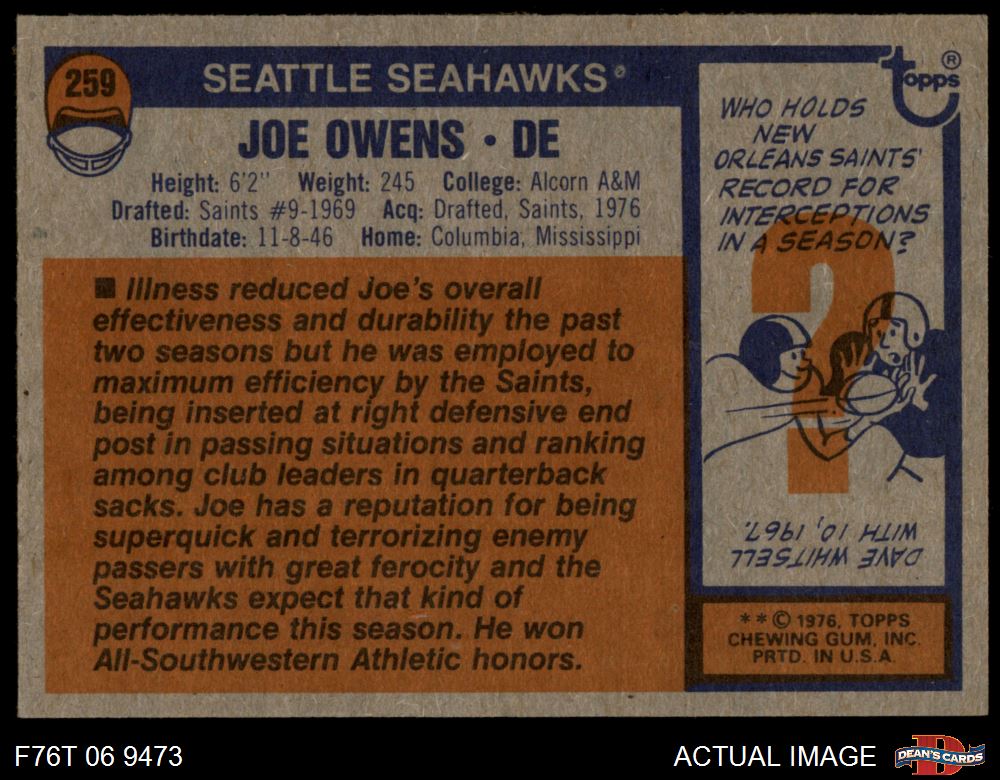 259
SEATTLE SEAHAWKS
JOE OWENS • DE
Height: 6'2" Weight: 245 College: Alcorn A&M
Drafted: Saints #9-1969 Acq: Drafted, Saints, 1976
Birthdate: 11-8-46 Home: Columbia, Mississippi
■ Illness reduced Joe's overall
effectiveness and durability the past
two seasons but he was employed to
maximum efficiency by the Saints,
being inserted at right defensive end
post in passing situations and ranking
among club leaders in quarterback
sacks. Joe has a reputation for being
superquick and terrorizing enemy
passers with great ferocity and the
Seahawks expect that kind of
performance this season. He won
All-Southwestern Athletic honors.
topps®
WHO HOLDS
NEW
ORLEANS SAINTS'
RECORD FOR
INTERCEPTIONS
IN A SEASON?
?
DAVE WHITSELL
WITH 10, 1967.
**© 1976, TOPPS
CHEWING GUM, INC.
PRTD. IN U.S.A.
F76T 06 9473
ACTUAL IMAGE
D
DEAN'S CARDS